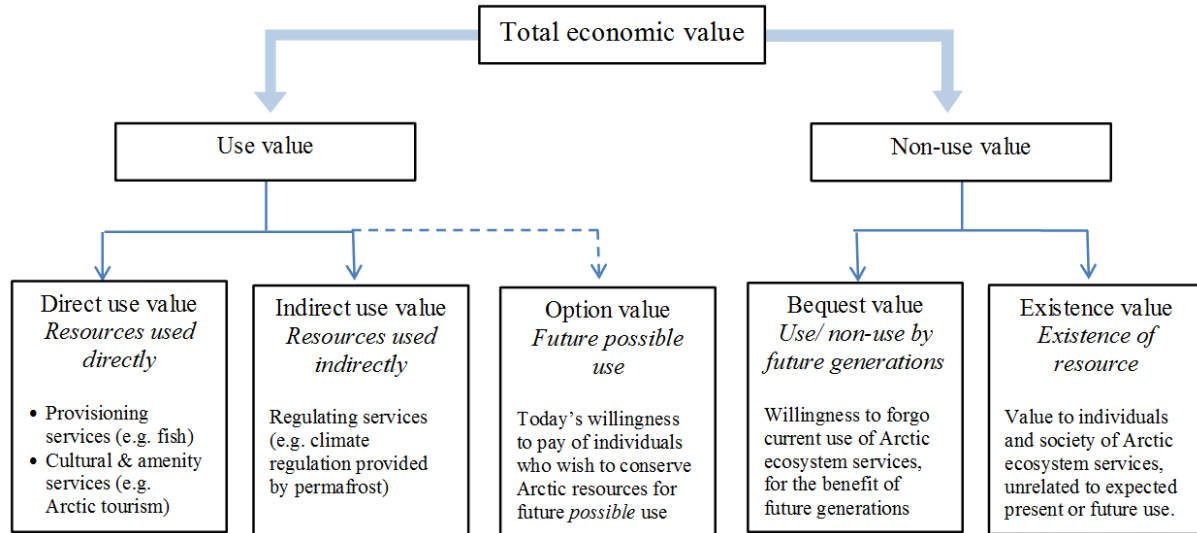 Total economic value
Use value
Non-use value
Direct use value
Resources used
directly
• Provisioning
services (e.g. fish)
• Cultural & amenity
services (e.g.
Arctic tourism)
Indirect use value
Resources used
indirectly
Regulating services
(e.g. climate
regulation provided
by permafrost)
Option value
Future possible
use
Today’s willingness
to pay of individuals
who wish to conserve
Arctic resources for
future possible use
Bequest value
Use/ non-use by
future generations
Willingness to forgo
current use of Arctic
ecosystem services,
for the benefit of
future generations
Existence value
Existence of
resource
Value to individuals
and society of Arctic
ecosystem services,
unrelated to expected
present or future use.